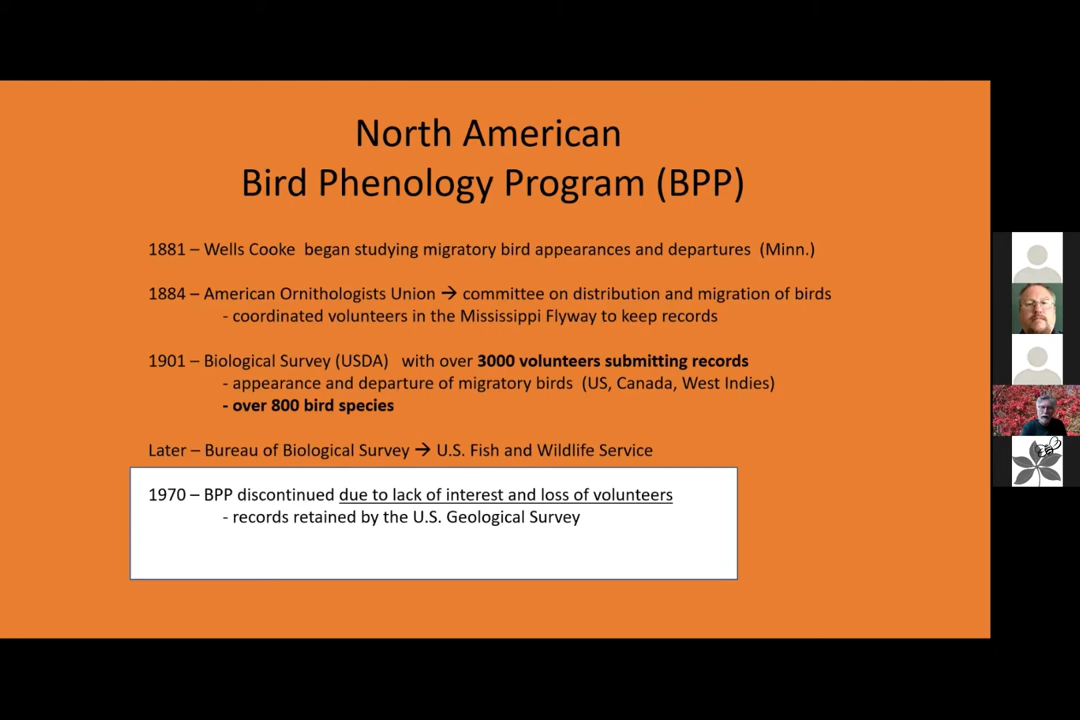 North American
Bird Phenology Program (BPP)
1881 – Wells Cooke began studying migratory bird appearances and departures (Minn.)
1884 – American Ornithologists Union → committee on distribution and migration of birds
- coordinated volunteers in the Mississippi Flyway to keep records
1901 – Biological Survey (USDA) with over 3000 volunteers submitting records
- appearance and departure of migratory birds (US, Canada, West Indies)
- over 800 bird species
Later – Bureau of Biological Survey → U.S. Fish and Wildlife Service
1970 – BPP discontinued due to lack of interest and loss of volunteers
- records retained by the U.S. Geological Survey